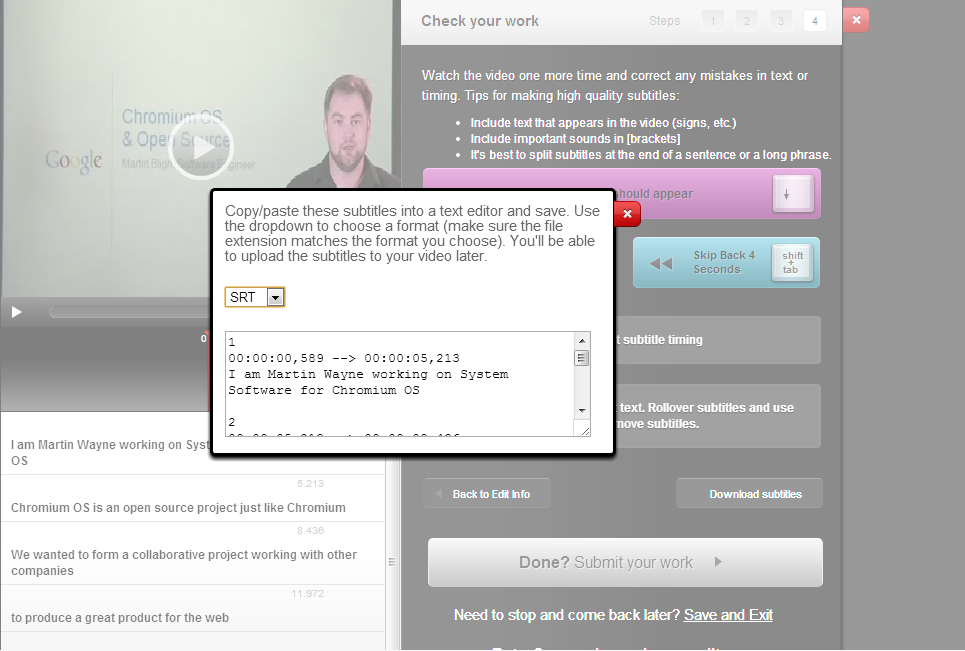 Check your work
Steps 1 2 3 4
Watch the video one more time and correct any mistakes in text or
timing. Tips for making high quality subtitles:
Include text that appears in the video (signs, etc.)
Include important sounds in [brackets]
It's best to split subtitles at the end of a sentence or a long phrase.
Chromium OS
& Open Source
Google
Martin Bligh, Software Engineer
should appear
Copy/paste these subtitles into a text editor and save. Use
the dropdown to choose a format (make sure the file
extension matches the format you choose). You'll be able
to upload the subtitles to your video later.
SRT
1
00:00:00,589 --> 00:00:05,213
I am Martin Wayne working on System
Software for Chromium OS
2
Skip Back 4
Seconds
shift
+
tab
0
subtitle timing
text. Rollover subtitles and use
move subtitles.
I am Martin Wayne working on Syst
OS
5.213
Chromium OS is an open source project just like Chromium
8.436
We wanted to form a collaborative project working with other
companies
11.972
to produce a great product for the web
Back to Edit Info
Download subtitles
Done? Submit your work
Need to stop and come back later? Save and Exit